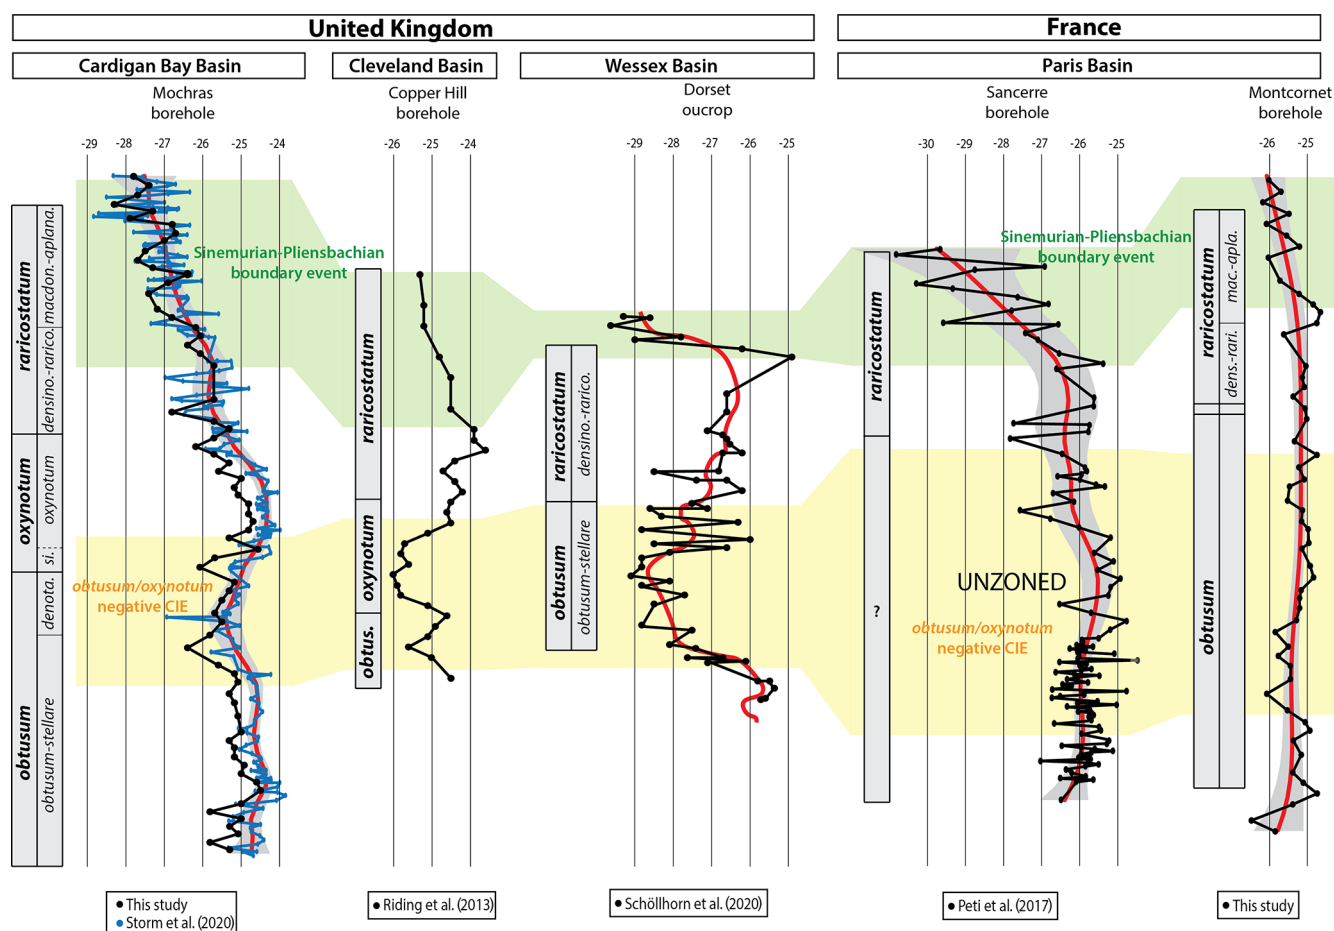 United Kingdom
France
Cardigan Bay Basin
Cleveland Basin
Wessex Basin
Paris Basin
Mochras
borehole
Copper Hill
borehole
Dorset
oucrop
Sancerre
borehole
Montcornet
borehole
-29 -28 -27 -26 -25 -24
-26 -25 -24
-29 -28 -27 -26 -25
-30 -29 -28 -27 -26 -25
-26 -25
raricostatum
macdon.-aplana.
densino.-rarico.
oxynotum
oxynotum
si.
denota.
obtusum
obtusum-stellare
Sinemurian-Pliensbachian
boundary event
obtusum/oxynotum
negative CIE
raricostatum
oxynotum
obtus.
raricostatum
densino.-rarico.
obtusum
obtusum-stellare
raricostatum
?
Sinemurian-Pliensbachian
boundary event
UNZONED
obtusum/oxynotum
negative CIE
raricostatum
mac.-apla.
dens.-rari.
obtusum
This study
Storm et al. (2020)
Riding et al. (2013)
Schöllhorn et al. (2020)
Peti et al. (2017)
This study